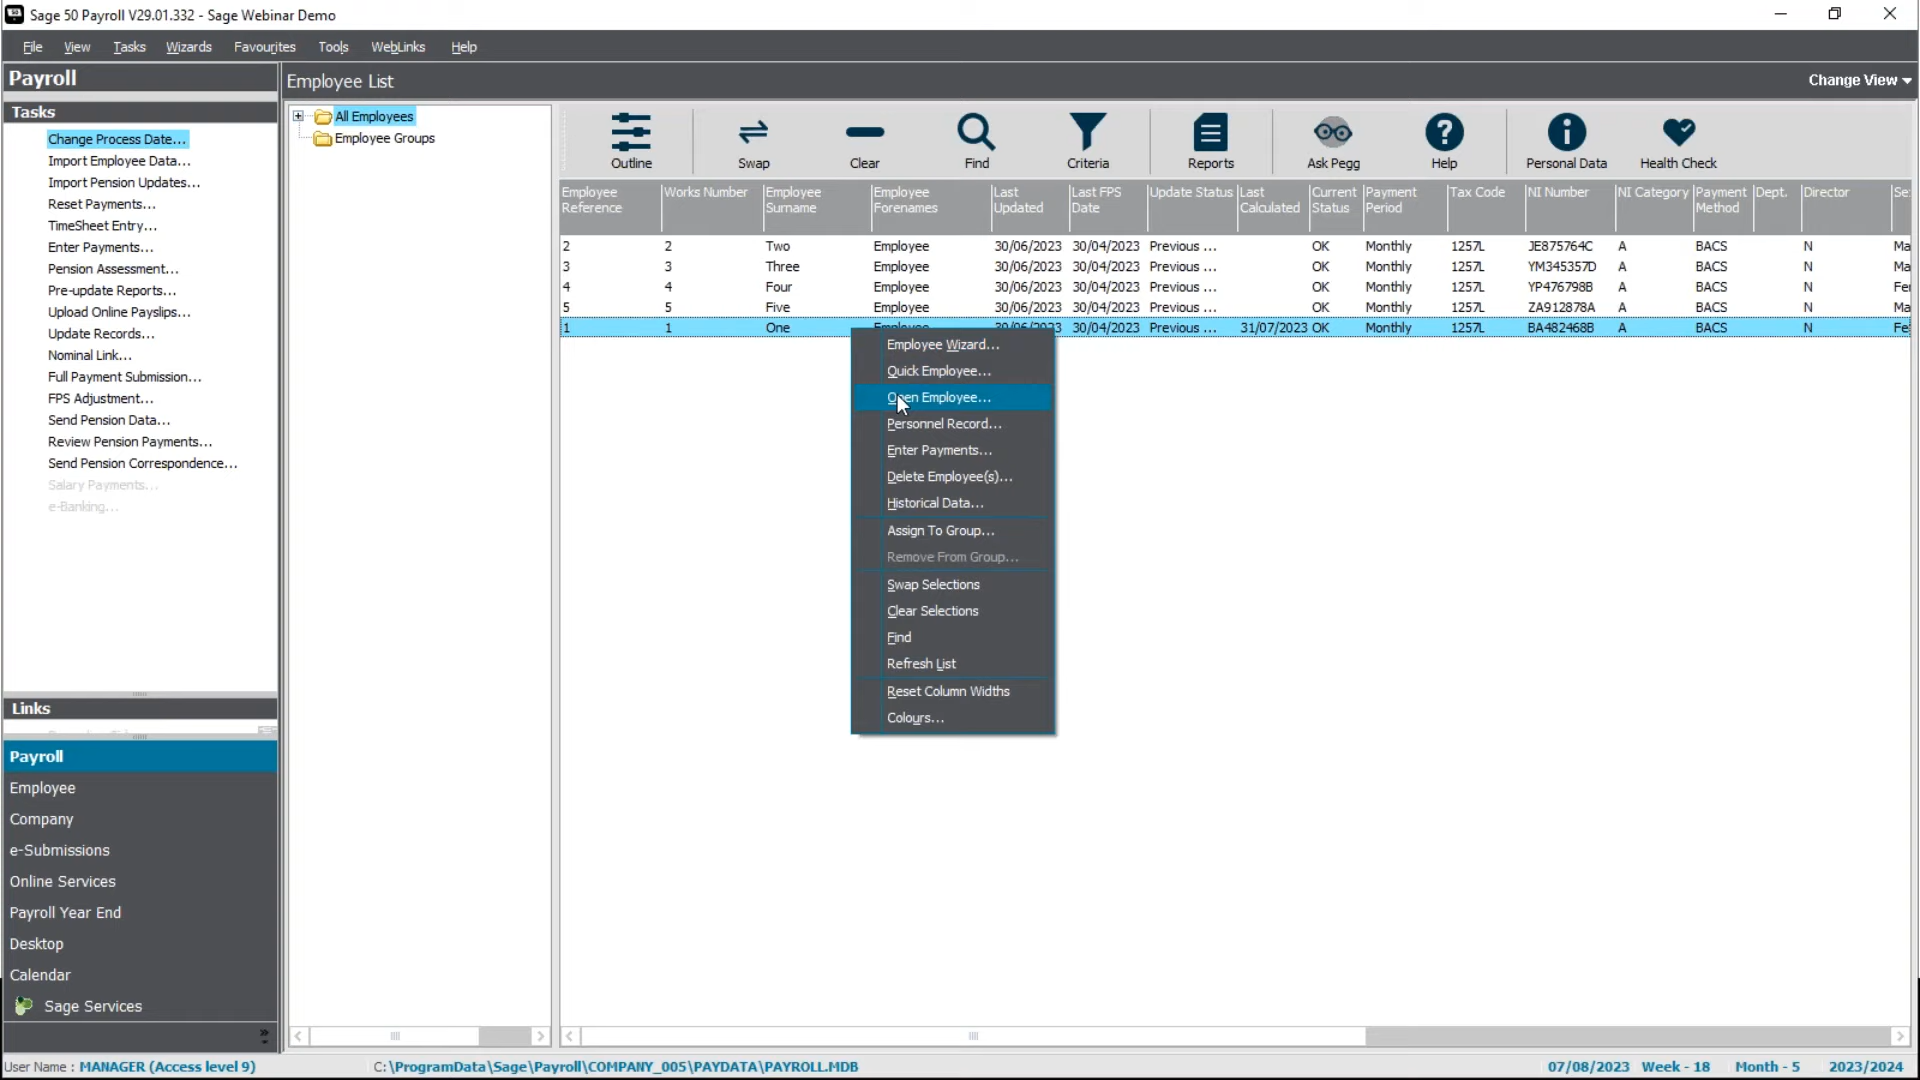 Sage 50 Payroll V29.01.332 - Sage Webinar Demo
File View Tasks Wizards Favourites Tools WebLinks Help
Payroll
Employee List
Change View
Tasks
Change Process Date...
Import Employee Data...
Import Pension Updates...
Reset Payments...
TimeSheet Entry...
Enter Payments...
Pension Assessment...
Pre-update Reports...
Upload Online Payslips...
Update Records...
Nominal Link...
Full Payment Submission...
FPS Adjustment...
Send Pension Data...
Review Pension Payments...
Send Pension Correspondence...
Salary Payments...
e-Banking...
Links
Payroll
Employee
Company
e-Submissions
Online Services
Payroll Year End
Desktop
Calendar
Sage Services
All Employees
Employee Groups
Outline Swap Clear Find Criteria Reports Ask Pegg Help Personal Data Health Check
Employee Reference Works Number Employee Surname Employee Forenames Last Updated Last FPS Date Update Status Last Calculated Current Status Payment Period Tax Code NI Number NI Category Payment Method Dept. Director Se
2 2 Two Employee 30/06/2023 30/04/2023 Previous ... OK Monthly 1257L JE875764C A BACS N Ma
3 3 Three Employee 30/06/2023 30/04/2023 Previous ... OK Monthly 1257L YM345357D A BACS N Ma
4 4 Four Employee 30/06/2023 30/04/2023 Previous ... OK Monthly 1257L YP476798B A BACS N Fe
5 5 Five Employee 30/06/2023 30/04/2023 Previous ... OK Monthly 1257L ZA912878A A BACS N Ma
1 1 One Employee 30/06/2023 30/04/2023 Previous ... 31/07/2023 OK Monthly 1257L BA482468B A BACS N Fe
Employee Wizard...
Quick Employee...
Open Employee...
Personnel Record...
Enter Payments...
Delete Employee(s)...
Historical Data...
Assign To Group...
Remove From Group...
Swap Selections
Clear Selections
Find
Refresh List
Reset Column Widths
Colours...
User Name : MANAGER (Access level 9) C:\ProgramData\Sage\Payroll\COMPANY_005\PAYDATA\PAYROLL.MDB 07/08/2023 Week - 18 Month - 5 2023/2024